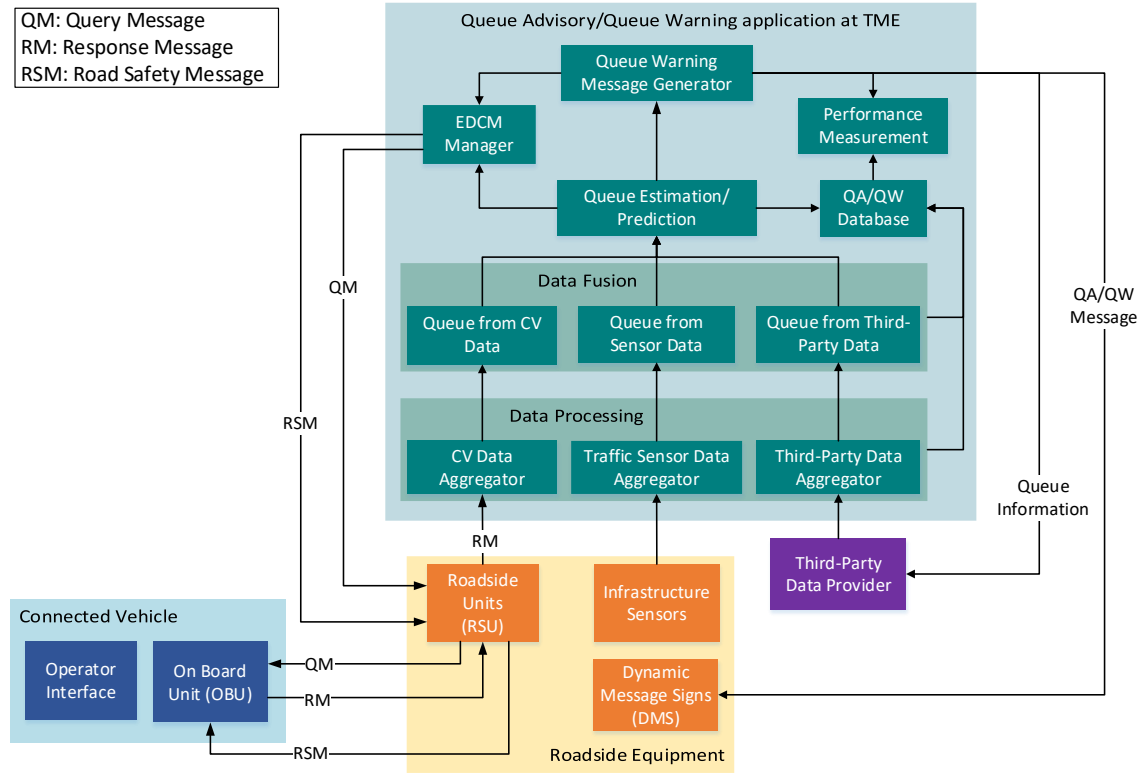 QM: Query Message
RM: Response Message
RSM: Road Safety Message
Queue Advisory/Queue Warning application at TME
Queue Warning
Message Generator
EDCM
Manager
Performance
Measurement
Queue Estimation/
Prediction
QA/QW
Database
QM
QA/QW
Message
Data Fusion
Queue from CV
Data
Queue from
Sensor Data
Queue from Third-
Party Data
RSM
Data Processing
CV Data
Aggregator
Traffic Sensor Data
Aggregator
Third-Party Data
Aggregator
Queue
Information
RM
Roadside
Units
(RSU)
Infrastructure
Sensors
Third-Party
Data Provider
Connected Vehicle
Operator
Interface
On Board
Unit (OBU)
QM
RM
RSM
Dynamic
Message Signs
(DMS)
Roadside Equipment